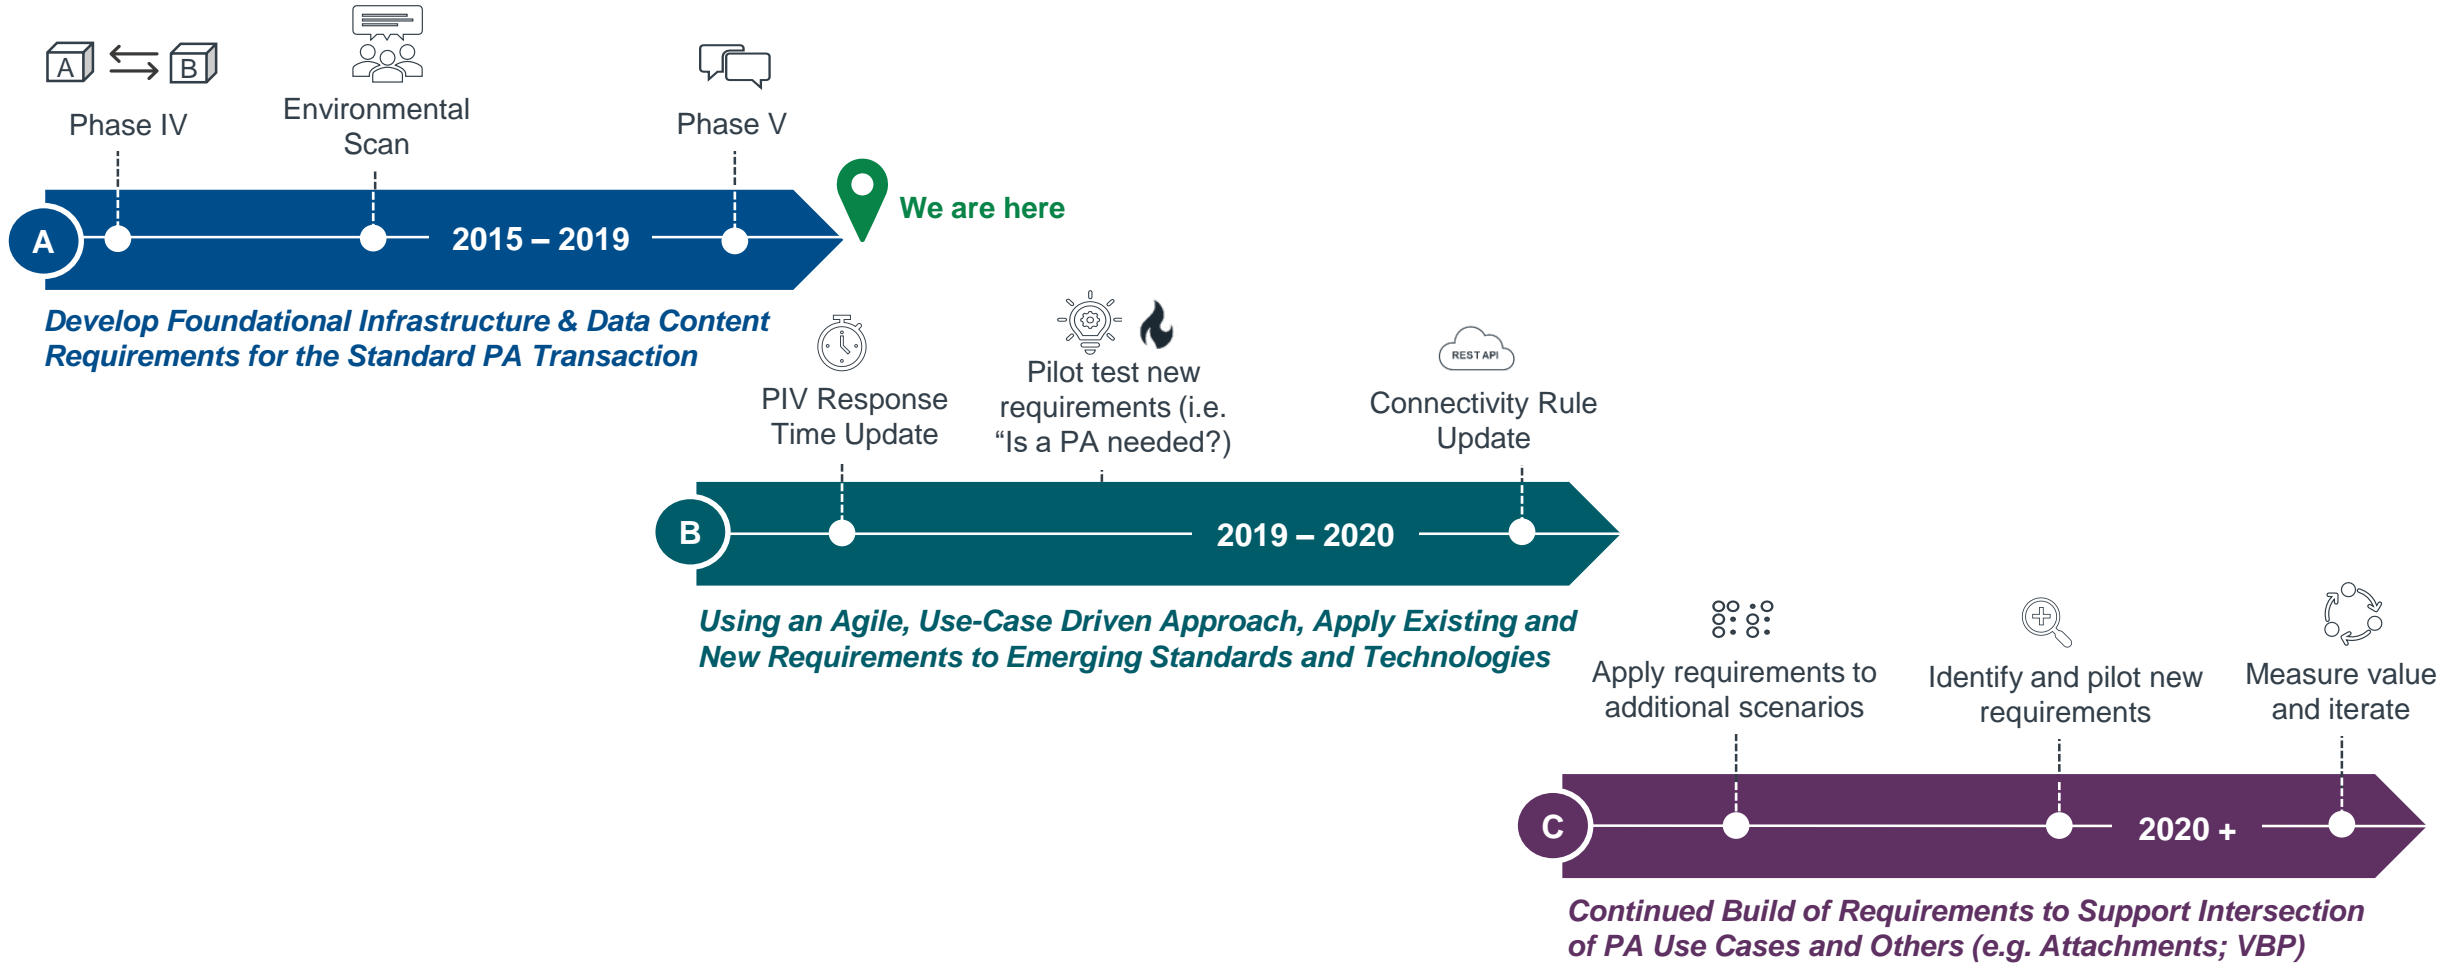 A
B
Phase IV
Environmental
Scan
Phase V
We are here
A
2015 – 2019
Develop Foundational Infrastructure & Data Content
Requirements for the Standard PA Transaction
PIV Response
Time Update
Pilot test new
requirements (i.e.
“Is a PA needed?)
REST API
Connectivity Rule
Update
B
2019 – 2020
Using an Agile, Use-Case Driven Approach, Apply Existing and
New Requirements to Emerging Standards and Technologies
Apply requirements to
additional scenarios
Identify and pilot new
requirements
Measure value
and iterate
C
2020 +
Continued Build of Requirements to Support Intersection
of PA Use Cases and Others (e.g. Attachments; VBP)